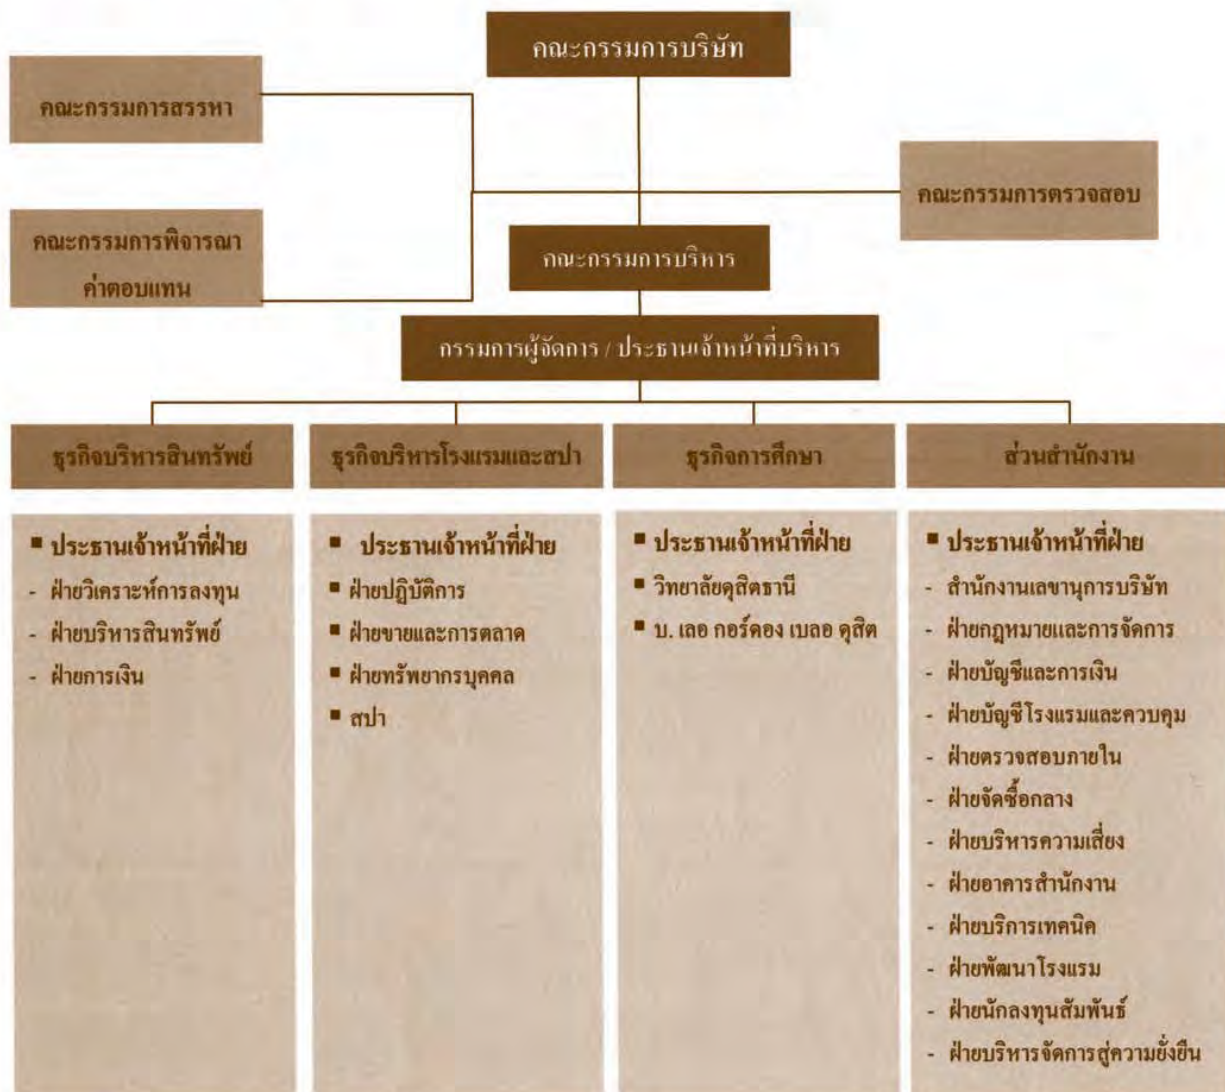 คณะกรรมการบริษัท
คณะกรรมการสรรหา
คณะกรรมการตรวจสอบ
คณะกรรมการพิจารณา
ค่าตอบแทน
คณะกรรมการบริหาร
กรรมการผู้จัดการ / ประธานเจ้าหน้าที่บริหาร
ธุรกิจบริหารสินทรัพย์
■ ประธานเจ้าหน้าที่ฝ่าย
- ฝ่ายวิเคราะห์การลงทุน
- ฝ่ายบริหารสินทรัพย์
- ฝ่ายการเงิน
ธุรกิจบริหารโรงแรมและสปา
■ ประธานเจ้าหน้าที่ฝ่าย
■ ฝ่ายปฏิบัติการ
■ ฝ่ายขายและการตลาด
■ ฝ่ายทรัพยากรบุคคล
■ สปา
ธุรกิจการศึกษา
■ ประธานเจ้าหน้าที่ฝ่าย
■ วิทยาลัยดุสิตธานี
■ บ. เลอ กอร์ดอง เบลอ ดุสิต
ส่วนสำนักงาน
■ ประธานเจ้าหน้าที่ฝ่าย
- สำนักงานเลขานุการบริษัท
- ฝ่ายกฎหมายและการจัดการ
- ฝ่ายบัญชีและการเงิน
- ฝ่ายบัญชีโรงแรมและควบคุม
- ฝ่ายตรวจสอบภายใน
- ฝ่ายจัดซื้อกลาง
- ฝ่ายบริหารความเสี่ยง
- ฝ่ายอาคารสำนักงาน
- ฝ่ายบริการเทคนิค
- ฝ่ายพัฒนาโรงแรม
- ฝ่ายนักลงทุนสัมพันธ์
- ฝ่ายบริหารจัดการสู่ความยั่งยืน